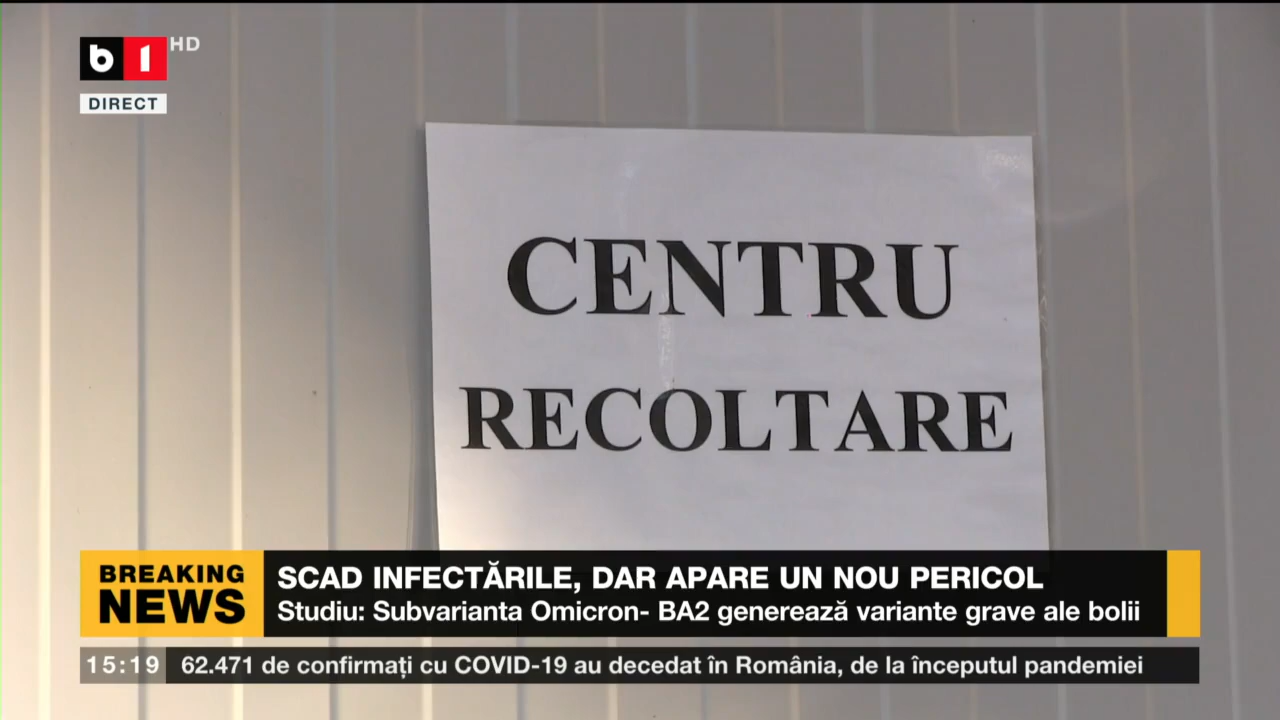 b1 HD
DIRECT
CENTRU
RECOLTARE
BREAKING
NEWS
SCAD INFECTĂRILE, DAR APARE UN NOU PERICOL
Studiu: Subvarianta Omicron- BA2 generează variante grave ale bolii
15:19 62.471 de confirmați cu COVID-19 au decedat în România, de la începutul pandemiei